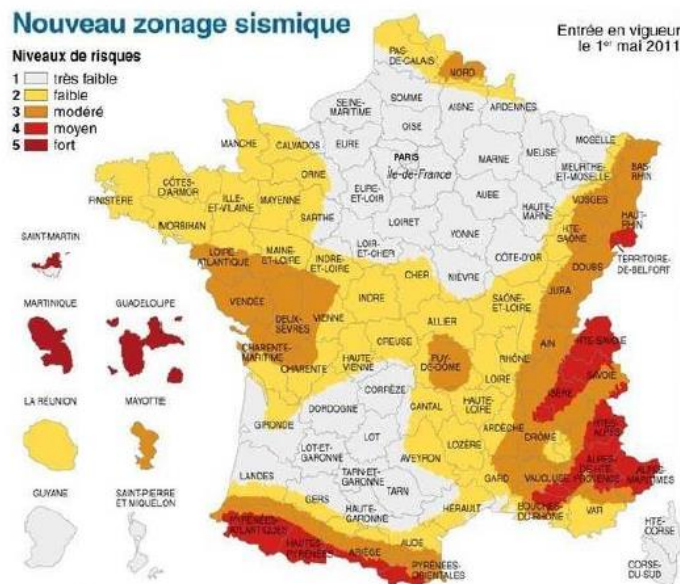 Nouveau zonage sismique
Entrée en vigueur
le 1er mai 2011
Niveaux de risques
1 très faible
2 faible
3 modéré
4 moyen
5 fort
PAS-
DE-CALAIS
NORD
SOMME
SEINE-
MARITIME
AISNE
ARDENNES
OISE
MANCHE
CALVADOS
EURE
PARIS
Île-de-France
MARNE
MEUSE
MOSELLE
MEURTHE-
ET-MOSELLE
BAS-
RHIN
ORNE
FINISTÈRE
CÔTES-
D'ARMOR
ILLE-
ET-VILAINE
MAYENNE
EURE-
ET-LOIR
AUBE
HAUTE-
MARNE
VOSGES
HAUT-
RHIN
MORBIHAN
SARTHE
LOIRET
YONNE
HTE-
SAÔNE
TERRITOIRE-
DE-BELFORT
SAINT-MARTIN
LOIRE-
ATLANTIQUE
MAINE-
ET-LOIRE
INDRE-
ET-LOIRE
LOIR-
ET-CHER
CHER
NIÈVRE
CÔTE-D'OR
DOUBS
MARTINIQUE
GUADELOUPE
VENDÉE
DEUX-
SÈVRES
VIENNE
INDRE
SAÔNE-
ET-LOIRE
JURA
ALLIER
CHARENTE-
MARITIME
CHARENTE
HAUTE-
VIENNE
CREUSE
PUY-
DE-DÔME
LOIRE
RHÔNE
AIN
HTE-SAVOIE
SAVOIE
ISÈRE
LA RÉUNION
MAYOTTE
CORRÈZE
DORDOGNE
CANTAL
HAUTE-
LOIRE
GIRONDE
LOT
LOT-ET-
GARONNE
AVEYRON
LOZÈRE
ARDÈCHE
DRÔME
HTES-
ALPES
GUYANE
SAINT-PIERRE
ET MIQUELON
LANDES
TARN-ET-
GARONNE
TARN
GARD
VAUCLUSE
ALPES-
DE-HTE-
PROVENCE
ALPES-
MARITIMES
GERS
HAUTE-
GARONNE
HÉRAULT
BOUCHES-
DU-RHÔNE
VAR
PYRÉNÉES-
ATLANTIQUES
HAUTES-
PYRÉNÉES
ARIÈGE
AUDE
PYRÉNÉES-
ORIENTALES
HTE-
CORSE
CORSE-
DU-SUD